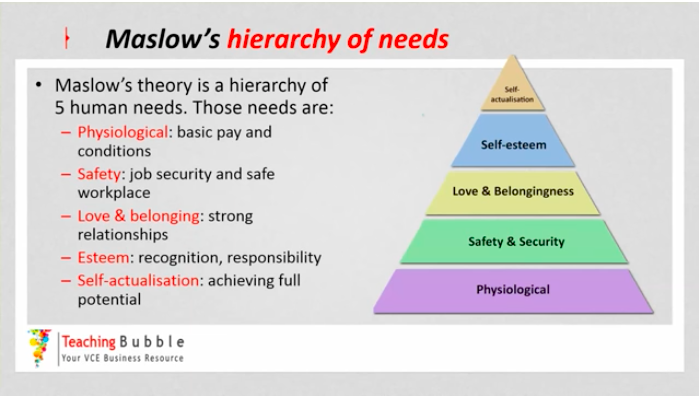 Maslow's hierarchy of needs
• Maslow's theory is a hierarchy of
5 human needs. Those needs are:
– Physiological: basic pay and
conditions
– Safety: job security and safe
workplace
– Love & belonging: strong
relationships
– Esteem: recognition, responsibility
– Self-actualisation: achieving full
potential
Self-
actualisation
Self-esteem
Love & Belongingness
Safety & Security
Physiological
Teaching Bubble
Your VCE Business Resource